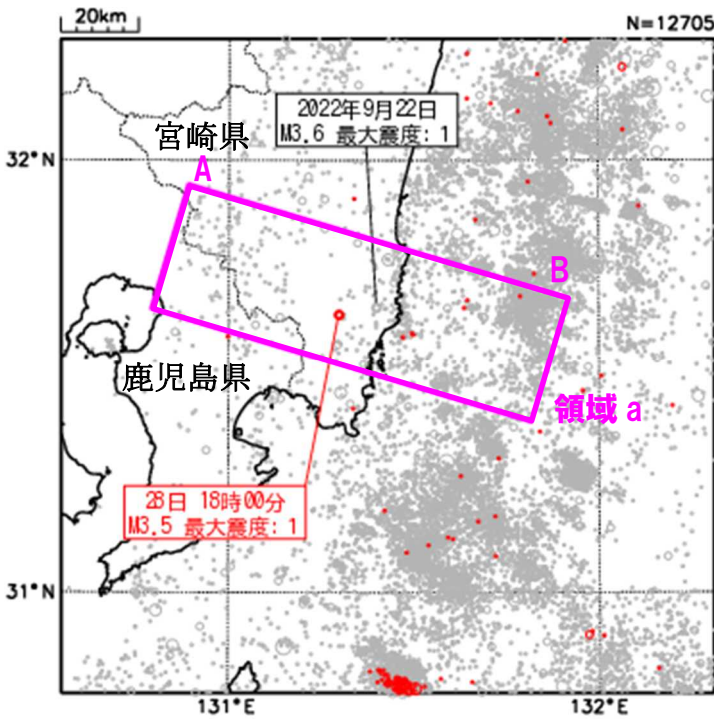 20km
N=12705
2022年9月22日
M3.6 最大震度: 1
宮崎県
32°N
A
B
鹿児島県
領域 a
28日 18時00分
M3.5 最大震度: 1
31°N
131°E
132°E